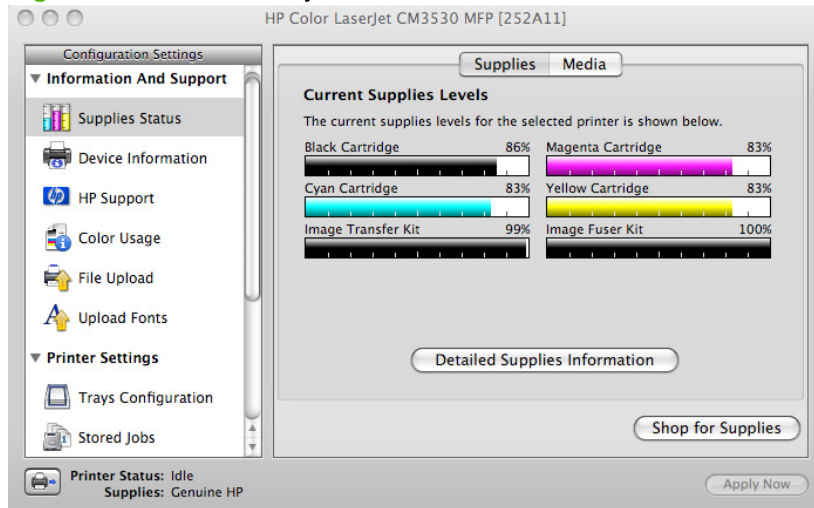 HP Color LaserJet CM3530 MFP [252A11]
Configuration Settings
Information And Support
Supplies Status
Device Information
HP Support
Color Usage
File Upload
Upload Fonts
Printer Settings
Trays Configuration
Stored Jobs
Supplies Media
Current Supplies Levels
The current supplies levels for the selected printer is shown below.
Black Cartridge 86% Magenta Cartridge 83%
Cyan Cartridge 83% Yellow Cartridge 83%
Image Transfer Kit 99% Image Fuser Kit 100%
Detailed Supplies Information
Shop for Supplies
Printer Status: Idle
Supplies: Genuine HP
Apply Now